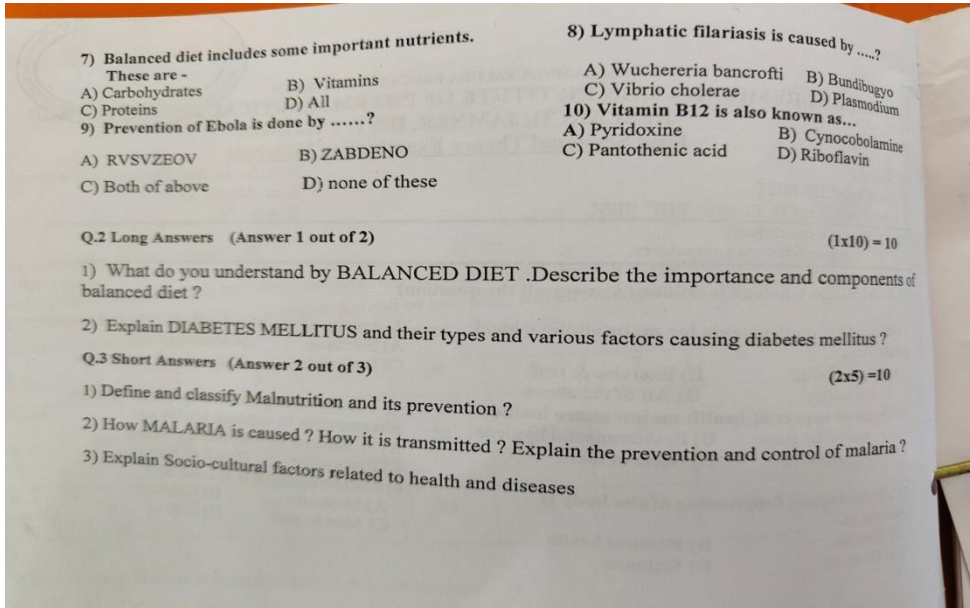 7) Balanced diet includes some important nutrients.
These are -
A) Carbohydrates B) Vitamins
C) Proteins D) All
8) Lymphatic filariasis is caused by .....?
A) Wuchereria bancrofti B) Bundibugyo
C) Vibrio cholerae D) Plasmodium
9) Prevention of Ebola is done by ......?
A) RVSVZEOV B) ZABDENO
C) Both of above D) none of these
10) Vitamin B12 is also known as...
A) Pyridoxine B) Cynocobolamine
C) Pantothenic acid D) Riboflavin
Q.2 Long Answers (Answer 1 out of 2) (1x10) = 10
1) What do you understand by BALANCED DIET .Describe the importance and components of
balanced diet ?
2) Explain DIABETES MELLITUS and their types and various factors causing diabetes mellitus ?
Q.3 Short Answers (Answer 2 out of 3) (2x5) =10
1) Define and classify Malnutrition and its prevention ?
2) How MALARIA is caused ? How it is transmitted ? Explain the prevention and control of malaria ?
3) Explain Socio-cultural factors related to health and diseases